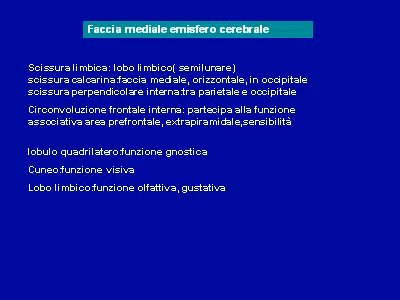 Faccia mediale emisfero cerebrale
Scissura limbica: lobo limbico( semilunare)
scissura calcarina:faccia mediale, orizzontale, in occipitale
scissura perpendicolare interna:tra parietale e occipitale
Circonvoluzione frontale interna: partecipa alla funzione
associativa area prefrontale, extrapiramidale,sensibilità
lobulo quadrilatero:funzione gnostica
Cuneo:funzione visiva
Lobo limbico:funzione olfattiva, gustativa